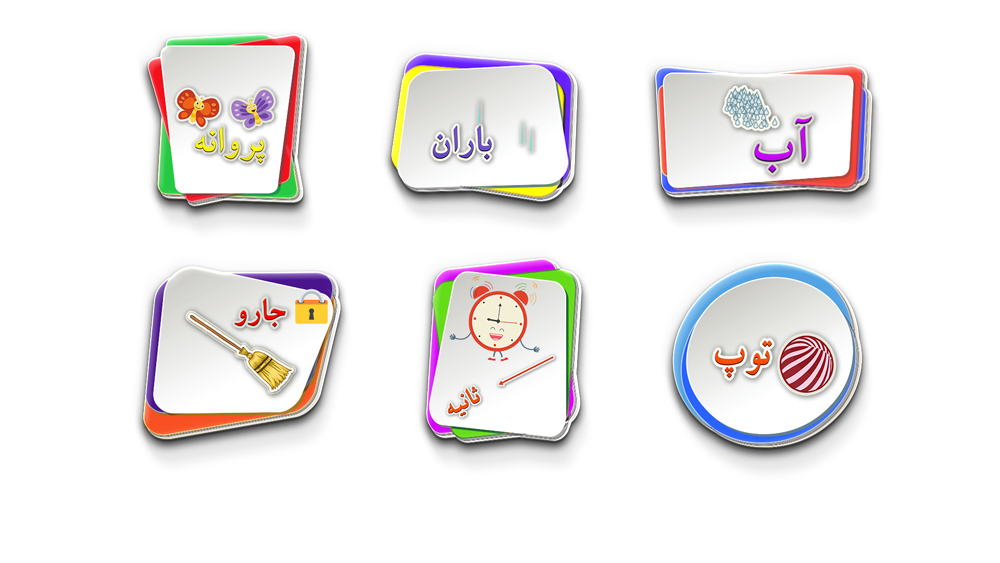 آب
باران
پروانه
توپ
ثانیه
جارو